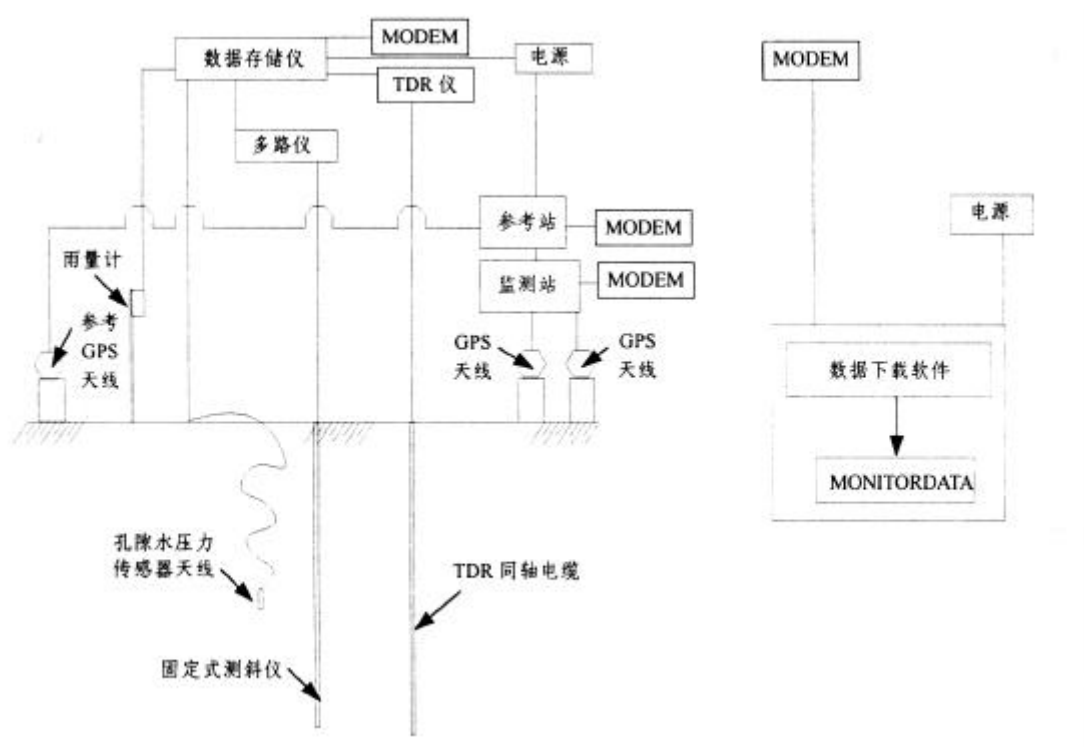 MODEM
数据存储仪
电源
MODEM
TDR 仪
多路仪
电源
参考站
MODEM
雨量计
监测站
MODEM
参考
GPS
天线
GPS
天线
GPS
天线
数据下载软件
MONITORDATA
孔隙水压力
传感器天线
TDR 同轴电缆
固定式测斜仪